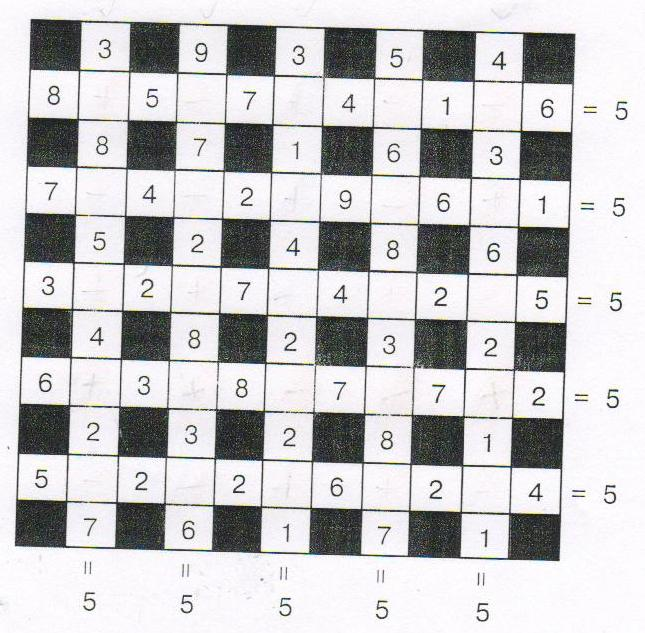 3 9 3 5 4
8 5 7 4 1 6 = 5
8 7 1 6 3
7 4 2 9 6 1 = 5
5 2 4 8 6
3 2 7 4 2 5 = 5
4 8 2 3 2
6 3 8 7 7 2 = 5
2 3 2 8 1
5 2 2 6 2 4 = 5
7 6 1 7 1
= = = = =
5 5 5 5 5